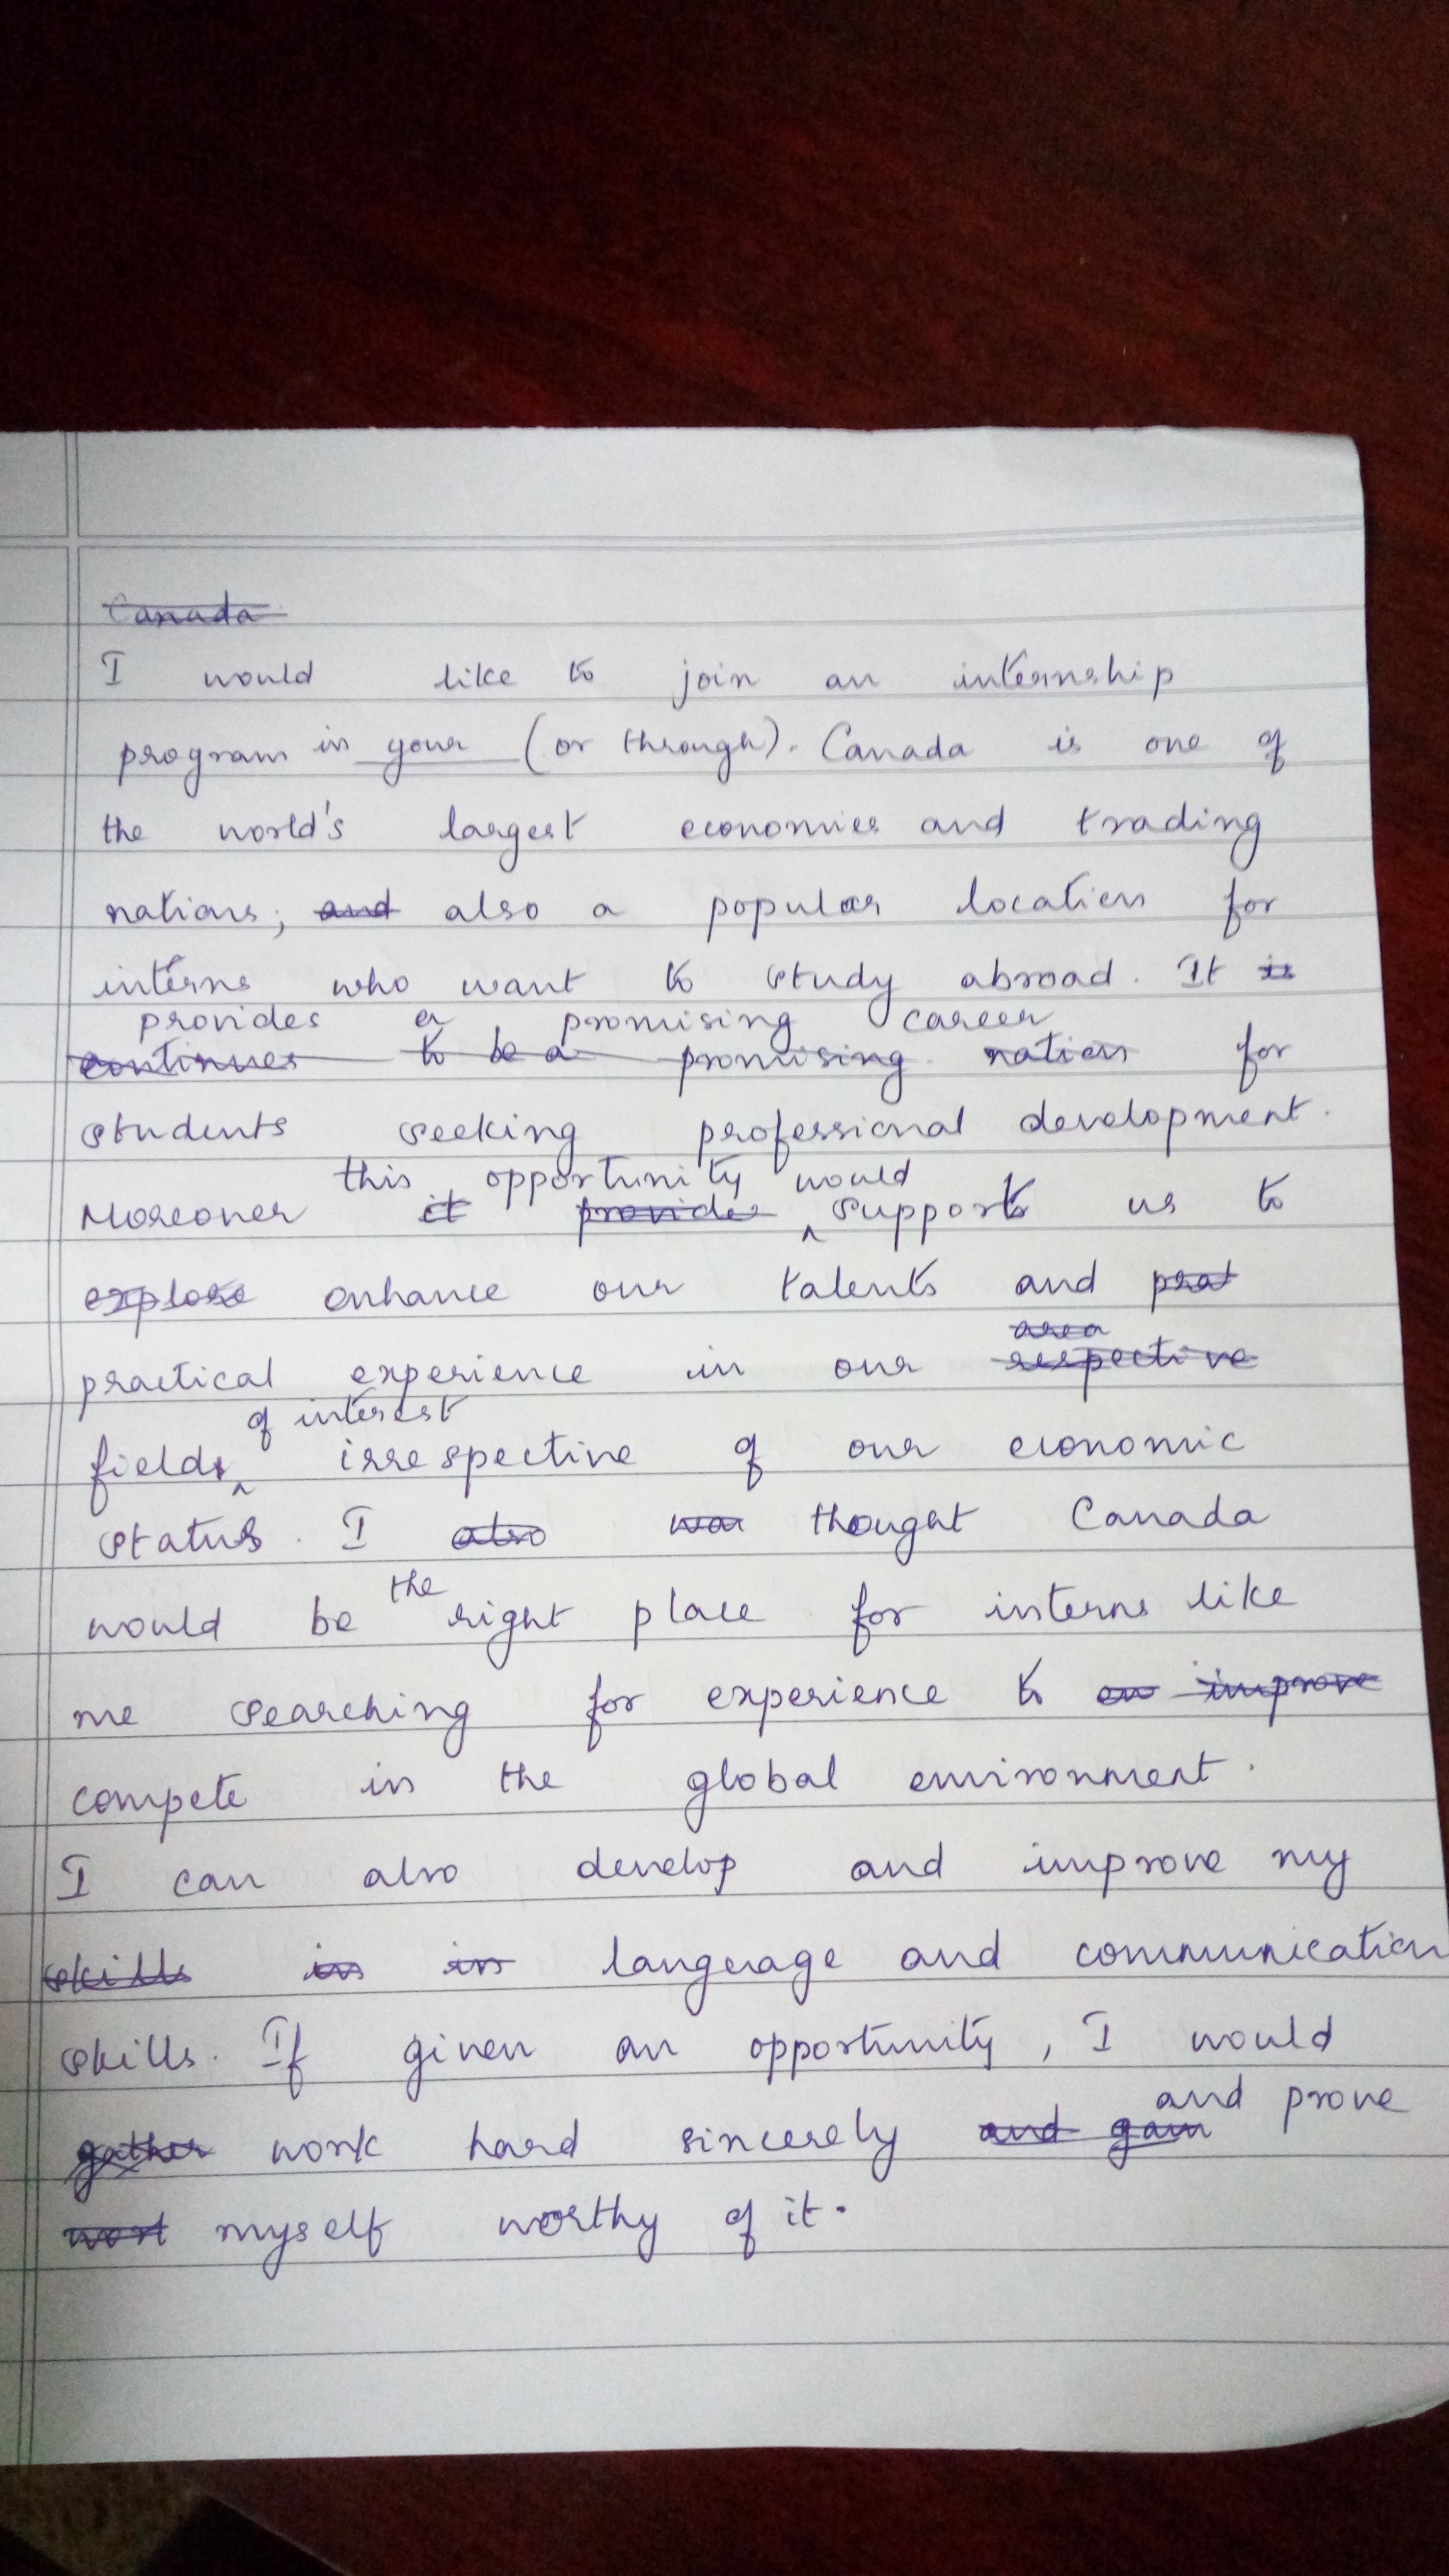 Canada
I would like to join an internship
program in your ____ (or through). Canada is one of
the world's largest economies and trading
nations; and also a popular location for
interns who want to study abroad. It is
provides a promising career
continues to be a promising nation for
students seeking professional development.
this opportunity would
Moreover it provides support us to
explore enhance our talents and prat
area
practical experience in our respective
of interest
fields irrespective of our economic
status. I also was thought Canada
the
would be right place for interns like
me searching for experience to en improve
compete in the global environment.
I can also develop and improve my
skills in in language and communication
skills. If given an opportunity, I would
and prove
gather work hard sincerely and gain
wort myself worthy of it.